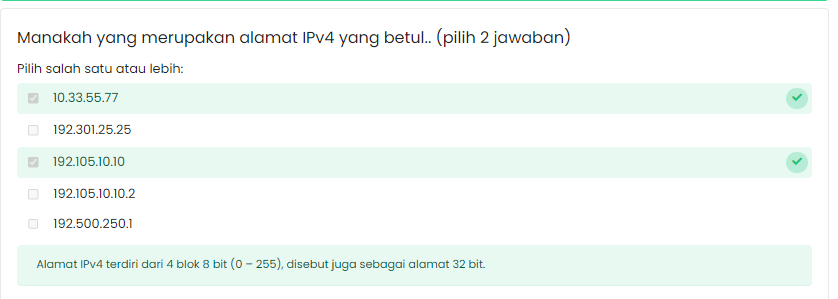 Manakah yang merupakan alamat IPv4 yang betul.. (pilih 2 jawaban)
Pilih salah satu atau lebih:
10.33.55.77
192.301.25.25
192.105.10.10
192.105.10.10.2
192.500.250.1
Alamat IPv4 terdiri dari 4 blok 8 bit (0 – 255), disebut juga sebagai alamat 32 bit.